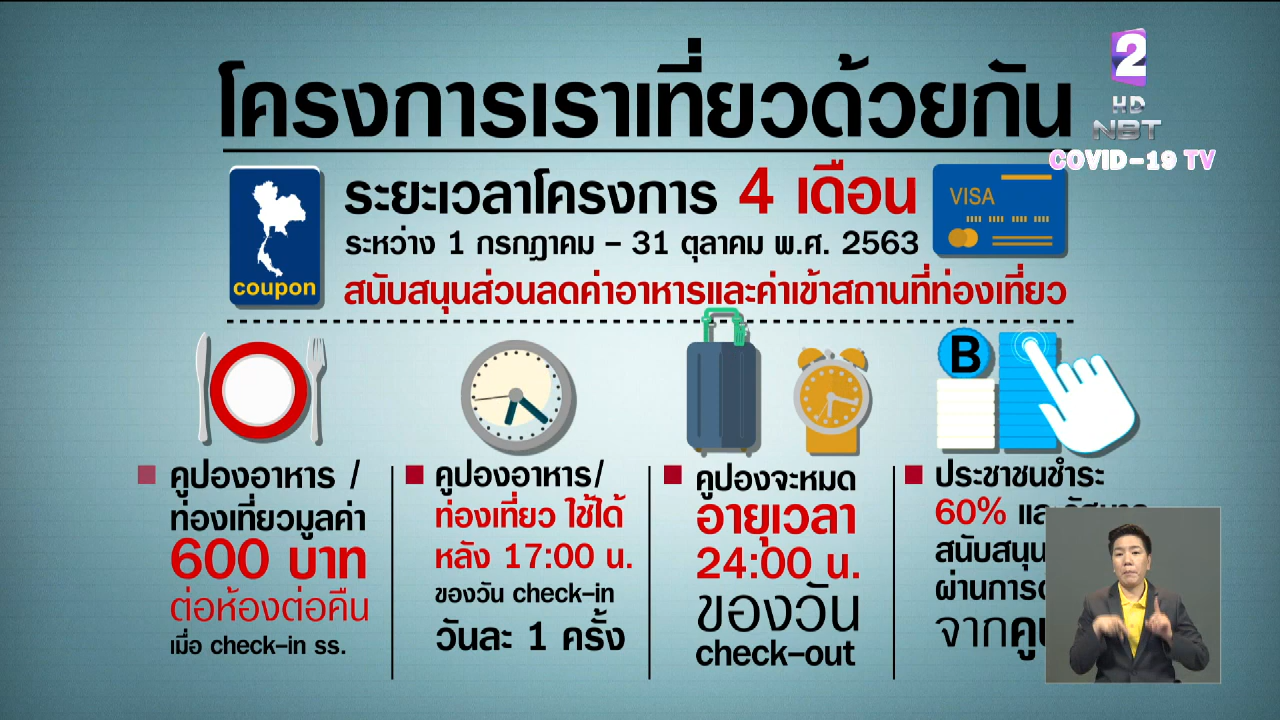 โครงการเราเที่ยวด้วยกัน
2
HD
NBT
COVID-19 TV
coupon
ระยะเวลาโครงการ 4 เดือน
ระหว่าง 1 กรกฎาคม – 31 ตุลาคม พ.ศ. 2563
สนับสนุนส่วนลดค่าอาหารและค่าเข้าสถานที่ท่องเที่ยว
VISA
B
คูปองอาหาร /
ท่องเที่ยวมูลค่า
600 บาท
ต่อห้องต่อคืน
เมื่อ check-in รร.
คูปองอาหาร/
ท่องเที่ยว ใช้ได้
หลัง 17:00 น.
ของวัน check-in
วันละ 1 ครั้ง
คูปองจะหมด
อายุเวลา
24:00 น.
ของวัน
check-out
ประชาชนชำระ
60% และ
สนับสนุน
ผ่านการ
จาก